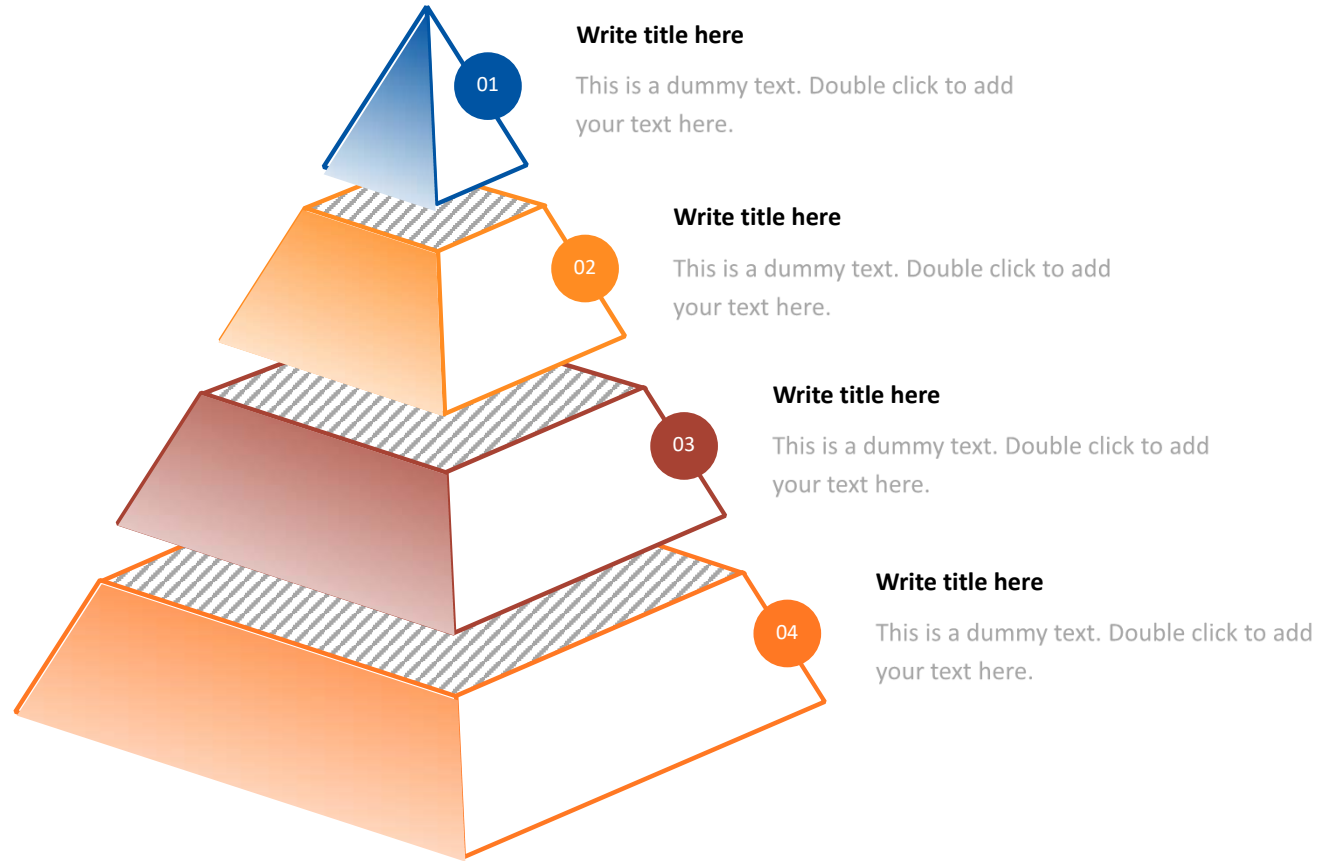 Write title here
01
This is a dummy text. Double click to add
your text here.
Write title here
02
This is a dummy text. Double click to add
your text here.
Write title here
03
This is a dummy text. Double click to add
your text here.
Write title here
04
This is a dummy text. Double click to add
your text here.